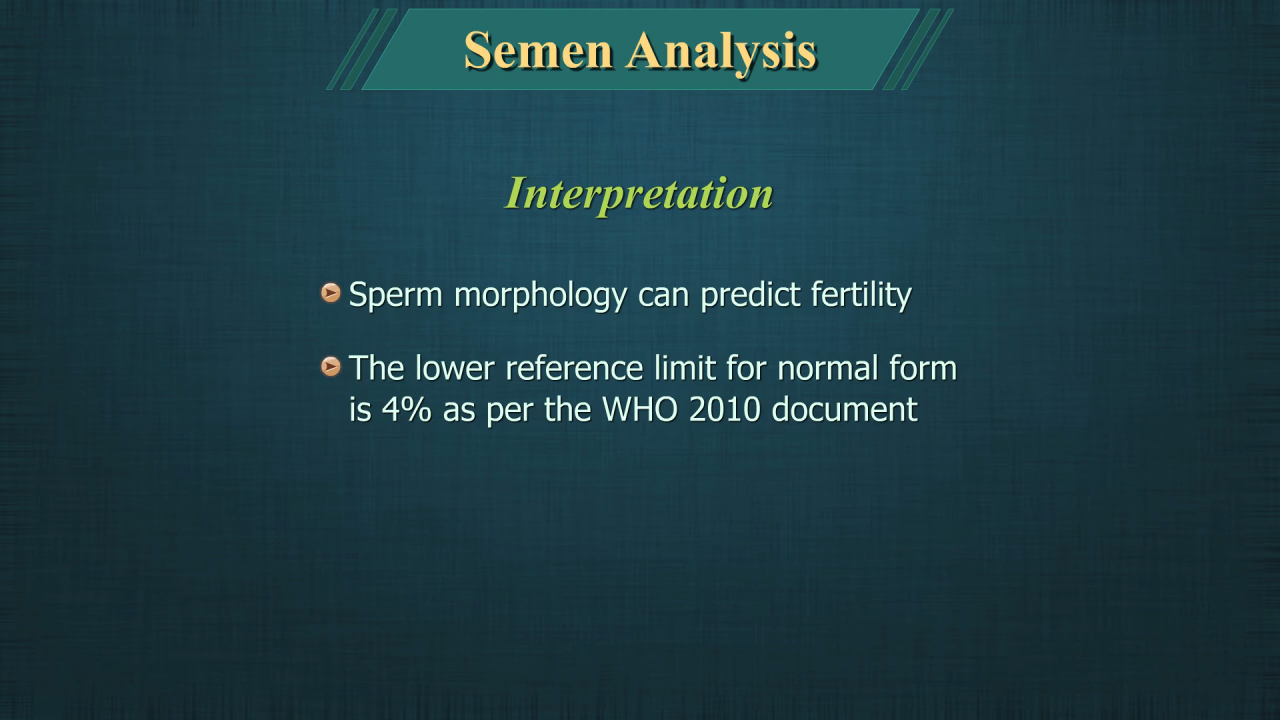 Semen Analysis
Interpretation
Sperm morphology can predict fertility
The lower reference limit for normal form
is 4% as per the WHO 2010 document